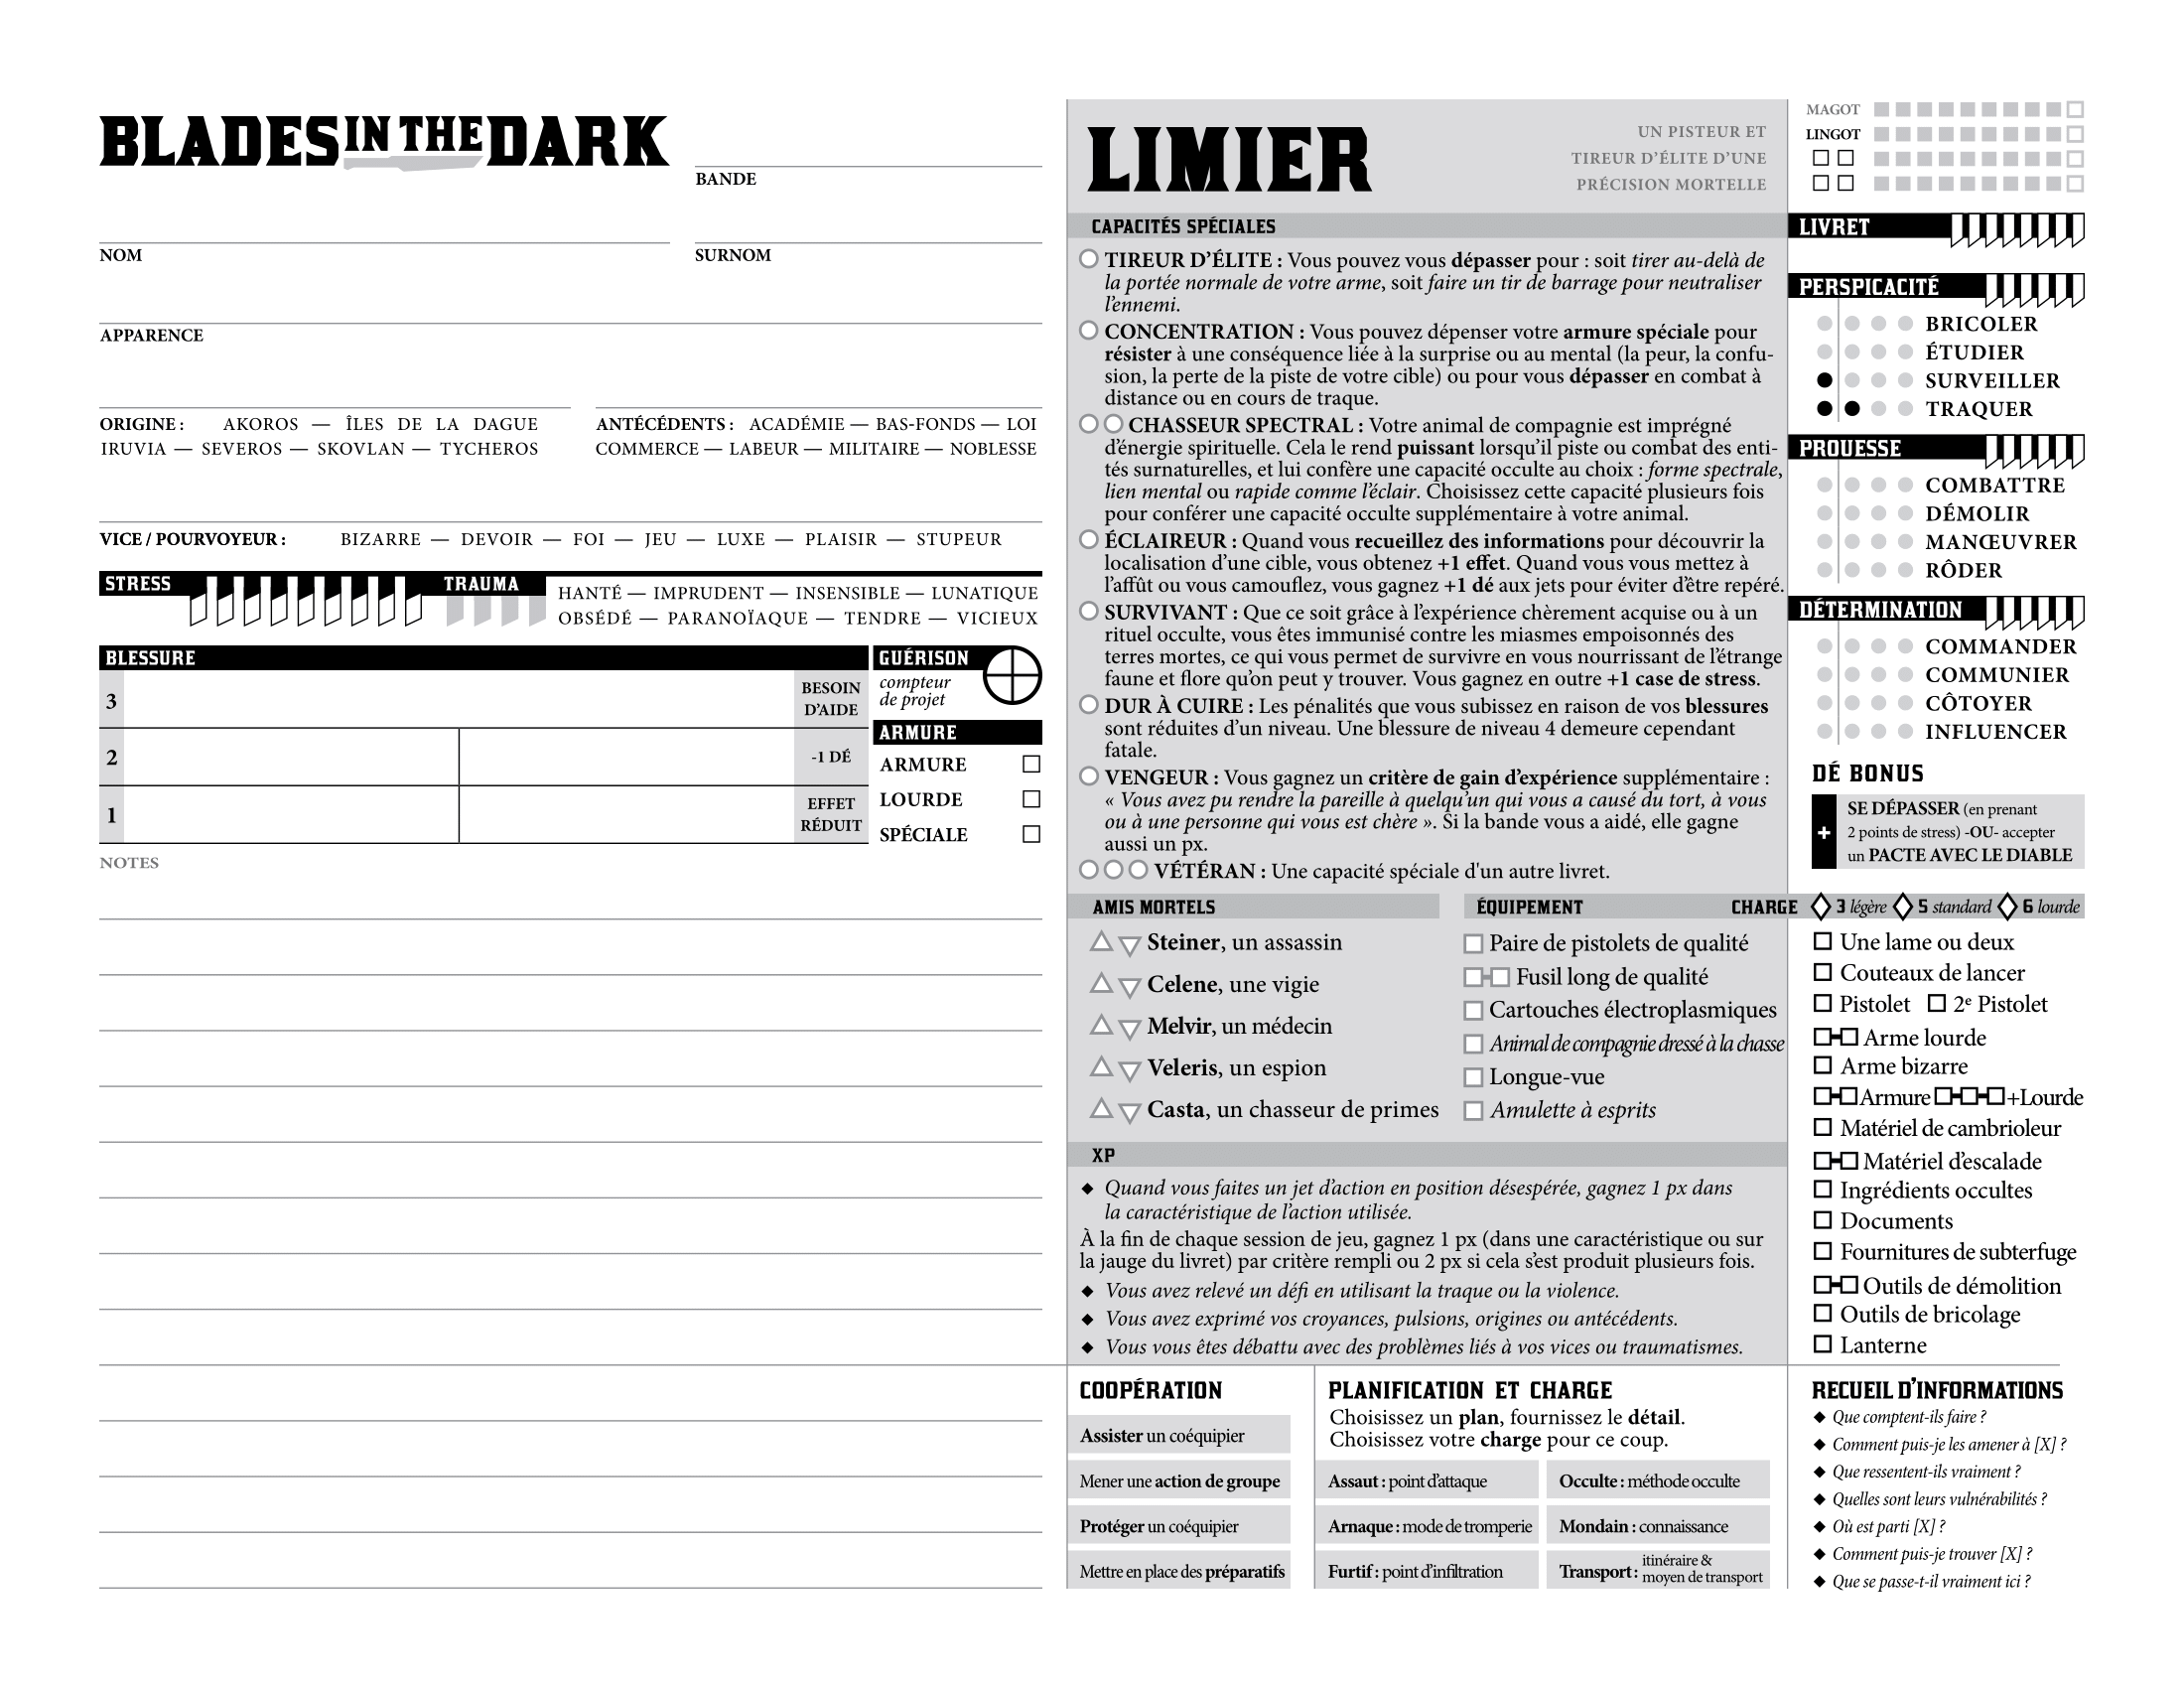 BLADES IN THE DARK
BANDE
NOM
SURNOM
APPARENCE
ORIGINE : AKOROS — ÎLES DE LA DAGUE
IRUVIA — SEVEROS — SKOVLAN — TYCHEROS
ANTÉCÉDENTS : ACADÉMIE — BAS-FONDS — LOI
COMMERCE — LABEUR — MILITAIRE — NOBLESSE
VICE / POURVOYEUR : BIZARRE — DEVOIR — FOI — JEU — LUXE — PLAISIR — STUPEUR
STRESS
TRAUMA
HANTÉ — IMPRUDENT — INSENSIBLE — LUNATIQUE
OBSÉDÉ — PARANOÏAQUE — TENDRE — VICIEUX
BLESSURE
3
BESOIN
D'AIDE
2
-1 DÉ
1
EFFET
RÉDUIT
GUÉRISON
compteur
de projet
ARMURE
ARMURE
LOURDE
SPÉCIALE
NOTES
LIMIER
UN PISTEUR ET
TIREUR D'ÉLITE D'UNE
PRÉCISION MORTELLE
CAPACITÉS SPÉCIALES
TIREUR D'ÉLITE : Vous pouvez vous dépasser pour : soit tirer au-delà de
la portée normale de votre arme, soit faire un tir de barrage pour neutraliser
l'ennemi.
CONCENTRATION : Vous pouvez dépenser votre armure spéciale pour
résister à une conséquence liée à la surprise ou au mental (la peur, la confu-
sion, la perte de la piste de votre cible) ou pour vous dépasser en combat à
distance ou en cours de traque.
CHASSEUR SPECTRAL : Votre animal de compagnie est imprégné
d'énergie spirituelle. Cela le rend puissant lorsqu'il piste ou combat des enti-
tés surnaturelles, et lui confère une capacité occulte au choix : forme spectrale,
lien mental ou rapide comme l'éclair. Choisissez cette capacité plusieurs fois
pour conférer une capacité occulte supplémentaire à votre animal.
ÉCLAIREUR : Quand vous recueillez des informations pour découvrir la
localisation d'une cible, vous obtenez +1 effet. Quand vous vous mettez à
l'affût ou vous camouflez, vous gagnez +1 dé aux jets pour éviter d'être repéré.
SURVIVANT : Que ce soit grâce à l'expérience chèrement acquise ou à un
rituel occulte, vous êtes immunisé contre les miasmes empoisonnés des
terres mortes, ce qui vous permet de survivre en vous nourrissant de l'étrange
faune et flore qu'on peut y trouver. Vous gagnez en outre +1 case de stress.
DUR À CUIRE : Les pénalités que vous subissez en raison de vos blessures
sont réduites d'un niveau. Une blessure de niveau 4 demeure cependant
fatale.
VENGEUR : Vous gagnez un critère de gain d'expérience supplémentaire :
« Vous avez pu rendre la pareille à quelqu'un qui vous a causé du tort, à vous
ou à une personne qui vous est chère ». Si la bande vous a aidé, elle gagne
aussi un px.
VÉTÉRAN : Une capacité spéciale d'un autre livret.
AMIS MORTELS
Steiner, un assassin
Celene, une vigie
Melvir, un médecin
Veleris, un espion
Casta, un chasseur de primes
ÉQUIPEMENT
Paire de pistolets de qualité
Fusil long de qualité
Cartouches électroplasmiques
Animal de compagnie dressé à la chasse
Longue-vue
Amulette à esprits
XP
Quand vous faites un jet d'action en position désespérée, gagnez 1 px dans
la caractéristique de l'action utilisée.
À la fin de chaque session de jeu, gagnez 1 px (dans une caractéristique ou sur
la jauge du livret) par critère rempli ou 2 px si cela s'est produit plusieurs fois.
◆ Vous avez relevé un défi en utilisant la traque ou la violence.
◆ Vous avez exprimé vos croyances, pulsions, origines ou antécédents.
◆ Vous vous êtes débattu avec des problèmes liés à vos vices ou traumatismes.
COOPÉRATION
Assister un coéquipier
Mener une action de groupe
Protéger un coéquipier
Mettre en place des préparatifs
PLANIFICATION ET CHARGE
Choisissez un plan, fournissez le détail.
Choisissez votre charge pour ce coup.
Assaut : point d'attaque
Occulte : méthode occulte
Arnaque : mode de tromperie
Mondain : connaissance
Furtif : point d'infiltration
Transport : itinéraire &
moyen de transport
MAGOT
LINGOT
LIVRET
PERSPICACITÉ
BRICOLER
ÉTUDIER
SURVEILLER
TRAQUER
PROUESSE
COMBATTRE
DÉMOLIR
MANŒUVRER
RÔDER
DÉTERMINATION
COMMANDER
COMMUNIER
CÔTOYER
INFLUENCER
DÉ BONUS
+
SE DÉPASSER (en prenant
2 points de stress) -OU- accepter
un PACTE AVEC LE DIABLE
CHARGE 3 légère 5 standard 6 lourde
Une lame ou deux
Couteaux de lancer
Pistolet 2e Pistolet
Arme lourde
Arme bizarre
Armure +Lourde
Matériel de cambrioleur
Matériel d'escalade
Ingrédients occultes
Documents
Fournitures de subterfuge
Outils de démolition
Outils de bricolage
Lanterne
RECUEIL D'INFORMATIONS
◆ Que comptent-ils faire ?
◆ Comment puis-je les amener à [X] ?
◆ Que ressentent-ils vraiment ?
◆ Quelles sont leurs vulnérabilités ?
◆ Où est parti [X] ?
◆ Comment puis-je trouver [X] ?
◆ Que se passe-t-il vraiment ici ?